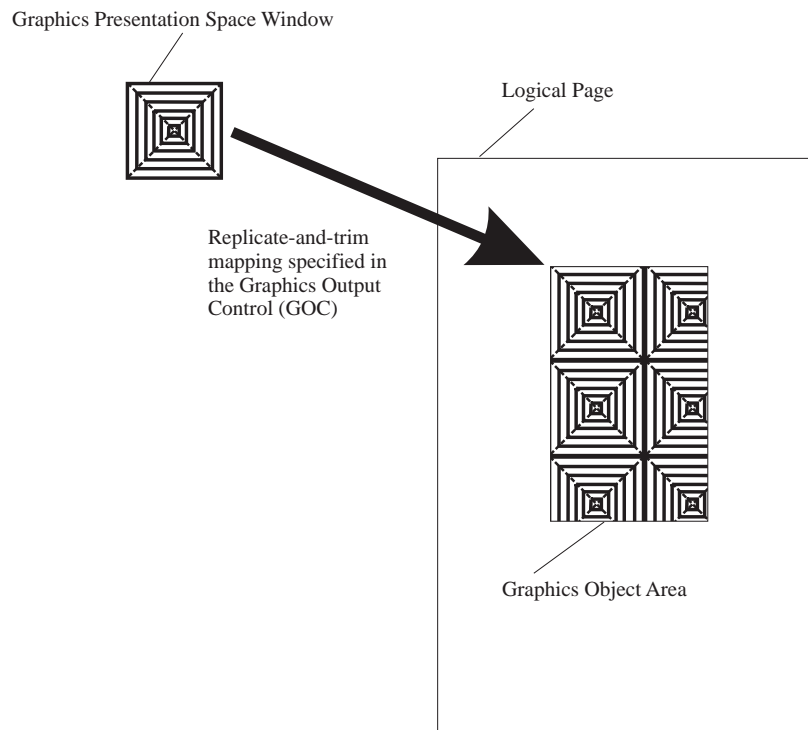 Graphics Presentation Space Window
Logical Page
Replicate-and-trim
mapping specified in
the Graphics Output
Control (GOC)
Graphics Object Area